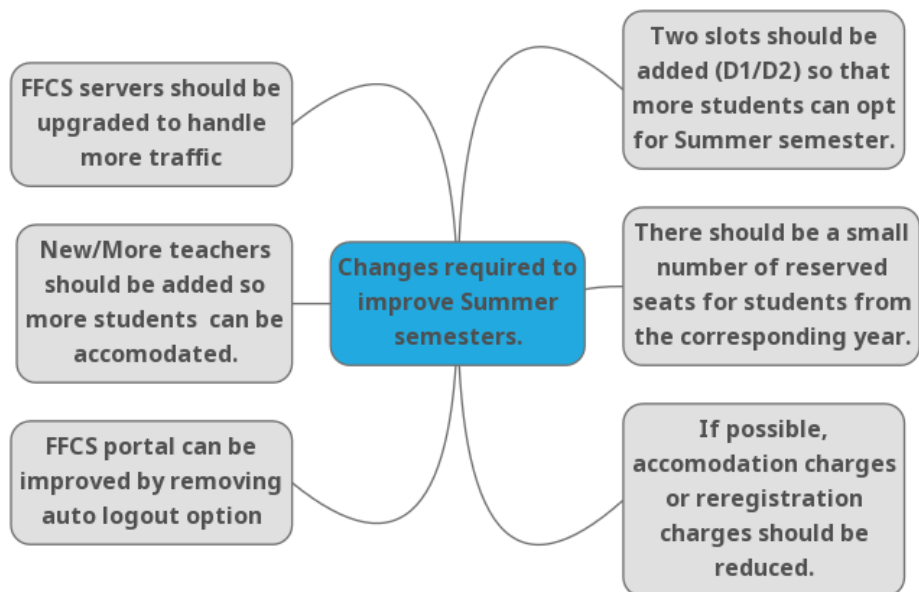 FFCS servers should be
upgraded to handle
more traffic
New/More teachers
should be added so
more students can be
accomodated.
FFCS portal can be
improved by removing
auto logout option
Changes required to
improve Summer
semesters.
Two slots should be
added (D1/D2) so that
more students can opt
for Summer semester.
There should be a small
number of reserved
seats for students from
the corresponding year.
If possible,
accomodation charges
or reregistration
charges should be
reduced.